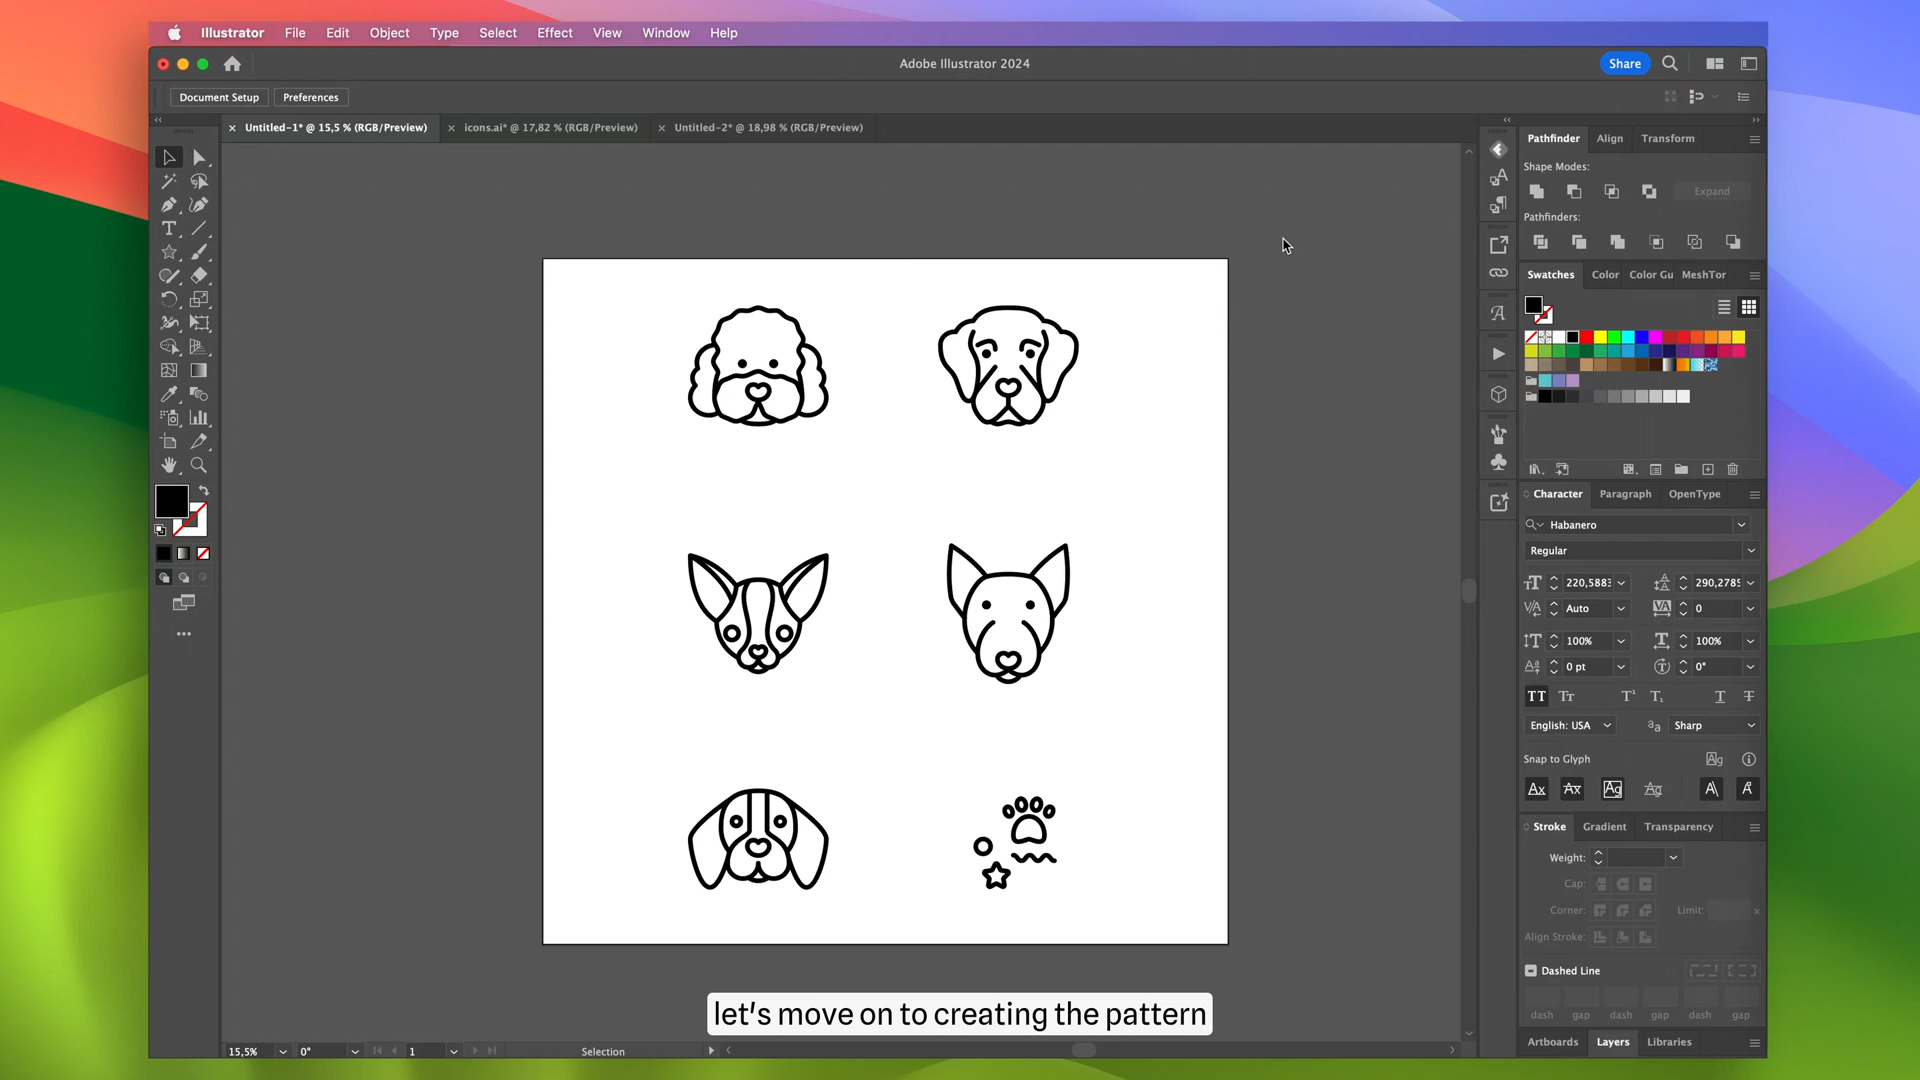 Illustrator File Edit Object Type Select Effect View Window Help
Adobe Illustrator 2024
Share
Document Setup Preferences
Untitled-1* @ 15,5 % (RGB/Preview) icons.ai* @ 17,82 % (RGB/Preview) Untitled-2* @ 18,98 % (RGB/Preview)
Pathfinder Align Transform
Shape Modes:
Expand
Pathfinders:
Swatches Color Color Gu MeshTor
Character Paragraph OpenType
Habanero
Regular
220,5883 290,2785
Auto 0
100% 100%
0 pt 0°
English: USA Sharp
Snap to Glyph
Stroke Gradient Transparency
Weight:
Cap:
Corner: Limit: x
Align Stroke:
Dashed Line
dash gap dash gap dash gap
let's move on to creating the pattern
Artboards Layers Libraries
15,5% 0° 1 Selection